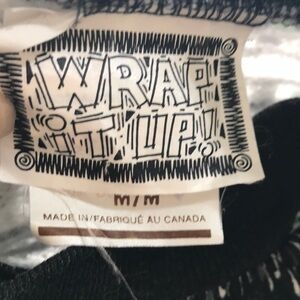 WRAP
iT UP!
M/M
MADE IN/FABRIQUÉ AU CANADA